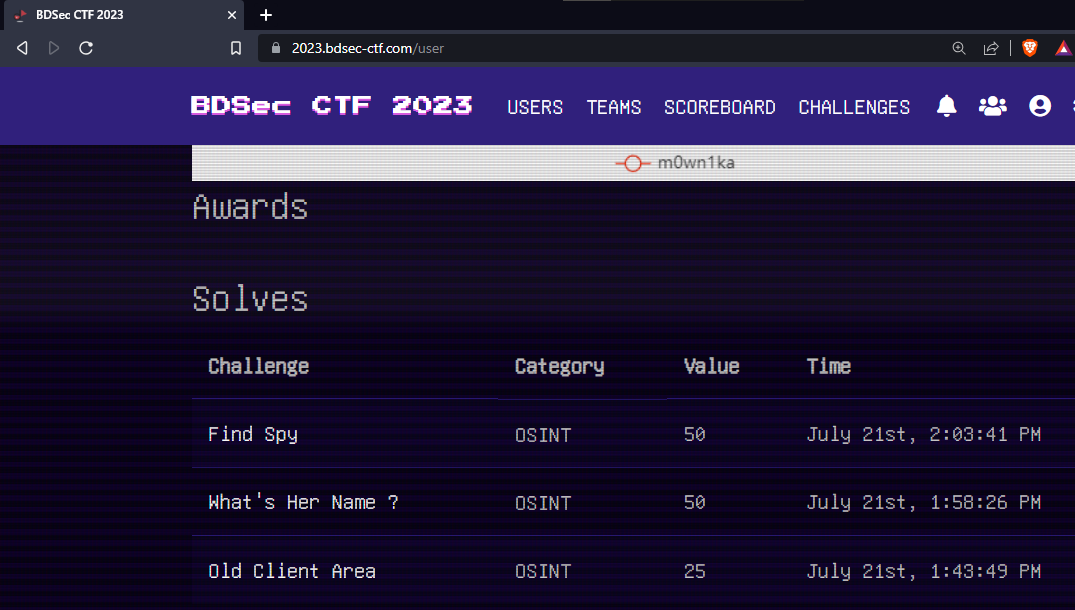 BDSec CTF 2023
2023.bdsec-ctf.com/user
BDSec CTF 2023 USERS TEAMS SCOREBOARD CHALLENGES
m0wn1ka
Awards
Solves
Challenge Category Value Time
Find Spy OSINT 50 July 21st, 2:03:41 PM
What's Her Name ? OSINT 50 July 21st, 1:58:26 PM
Old Client Area OSINT 25 July 21st, 1:43:49 PM